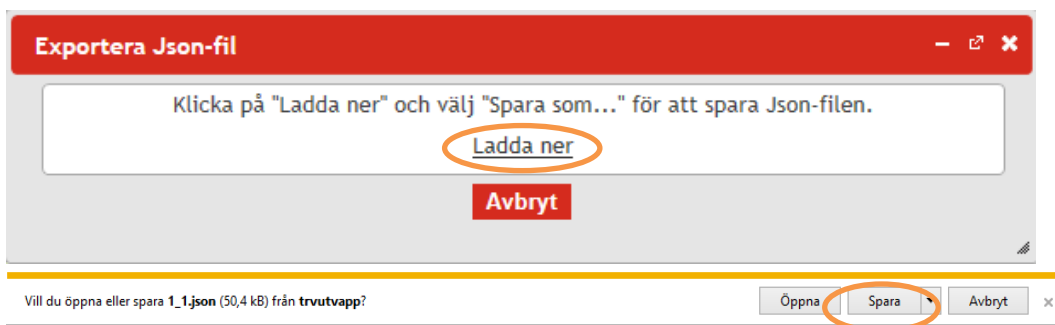 Exportera Json-fil
Klicka på "Ladda ner" och välj "Spara som..." för att spara Json-filen.
Ladda ner
Avbryt
Vill du öppna eller spara 1_1.json (50,4 kB) från trvutvapp? Öppna Spara Avbryt